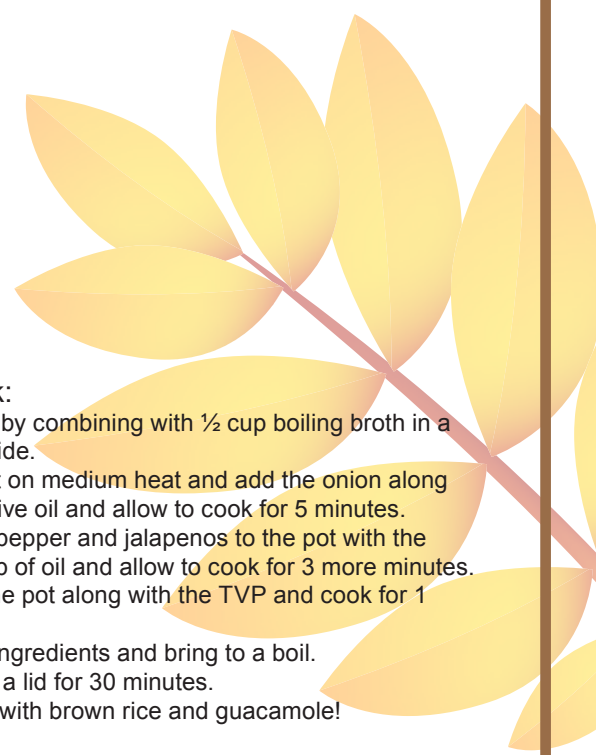 :
by combining with ½ cup boiling broth in a
ide.
on medium heat and add the onion along
ive oil and allow to cook for 5 minutes.
pepper and jalapenos to the pot with the
of oil and allow to cook for 3 more minutes.
e pot along with the TVP and cook for 1
ngredients and bring to a boil.
a lid for 30 minutes.
with brown rice and guacamole!